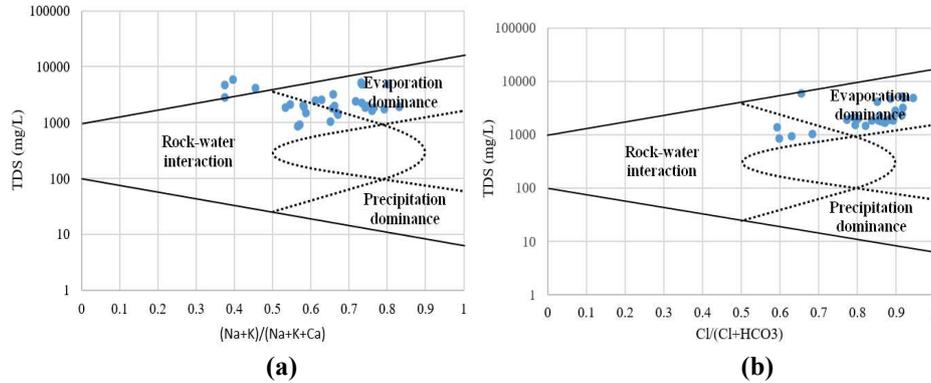 100000
10000
1000
100
10
1
TDS (mg/L)
Evaporation
dominance
Rock-water
interaction
Precipitation
dominance
0 0.1 0.2 0.3 0.4 0.5 0.6 0.7 0.8 0.9 1
(Na+K)/(Na+K+Ca)
(a)
100000
10000
1000
100
10
1
TDS (mg/L)
Evaporation
dominance
Rock-water
interaction
Precipitation
dominance
0 0.1 0.2 0.3 0.4 0.5 0.6 0.7 0.8 0.9 1
Cl/(Cl+HCO3)
(b)